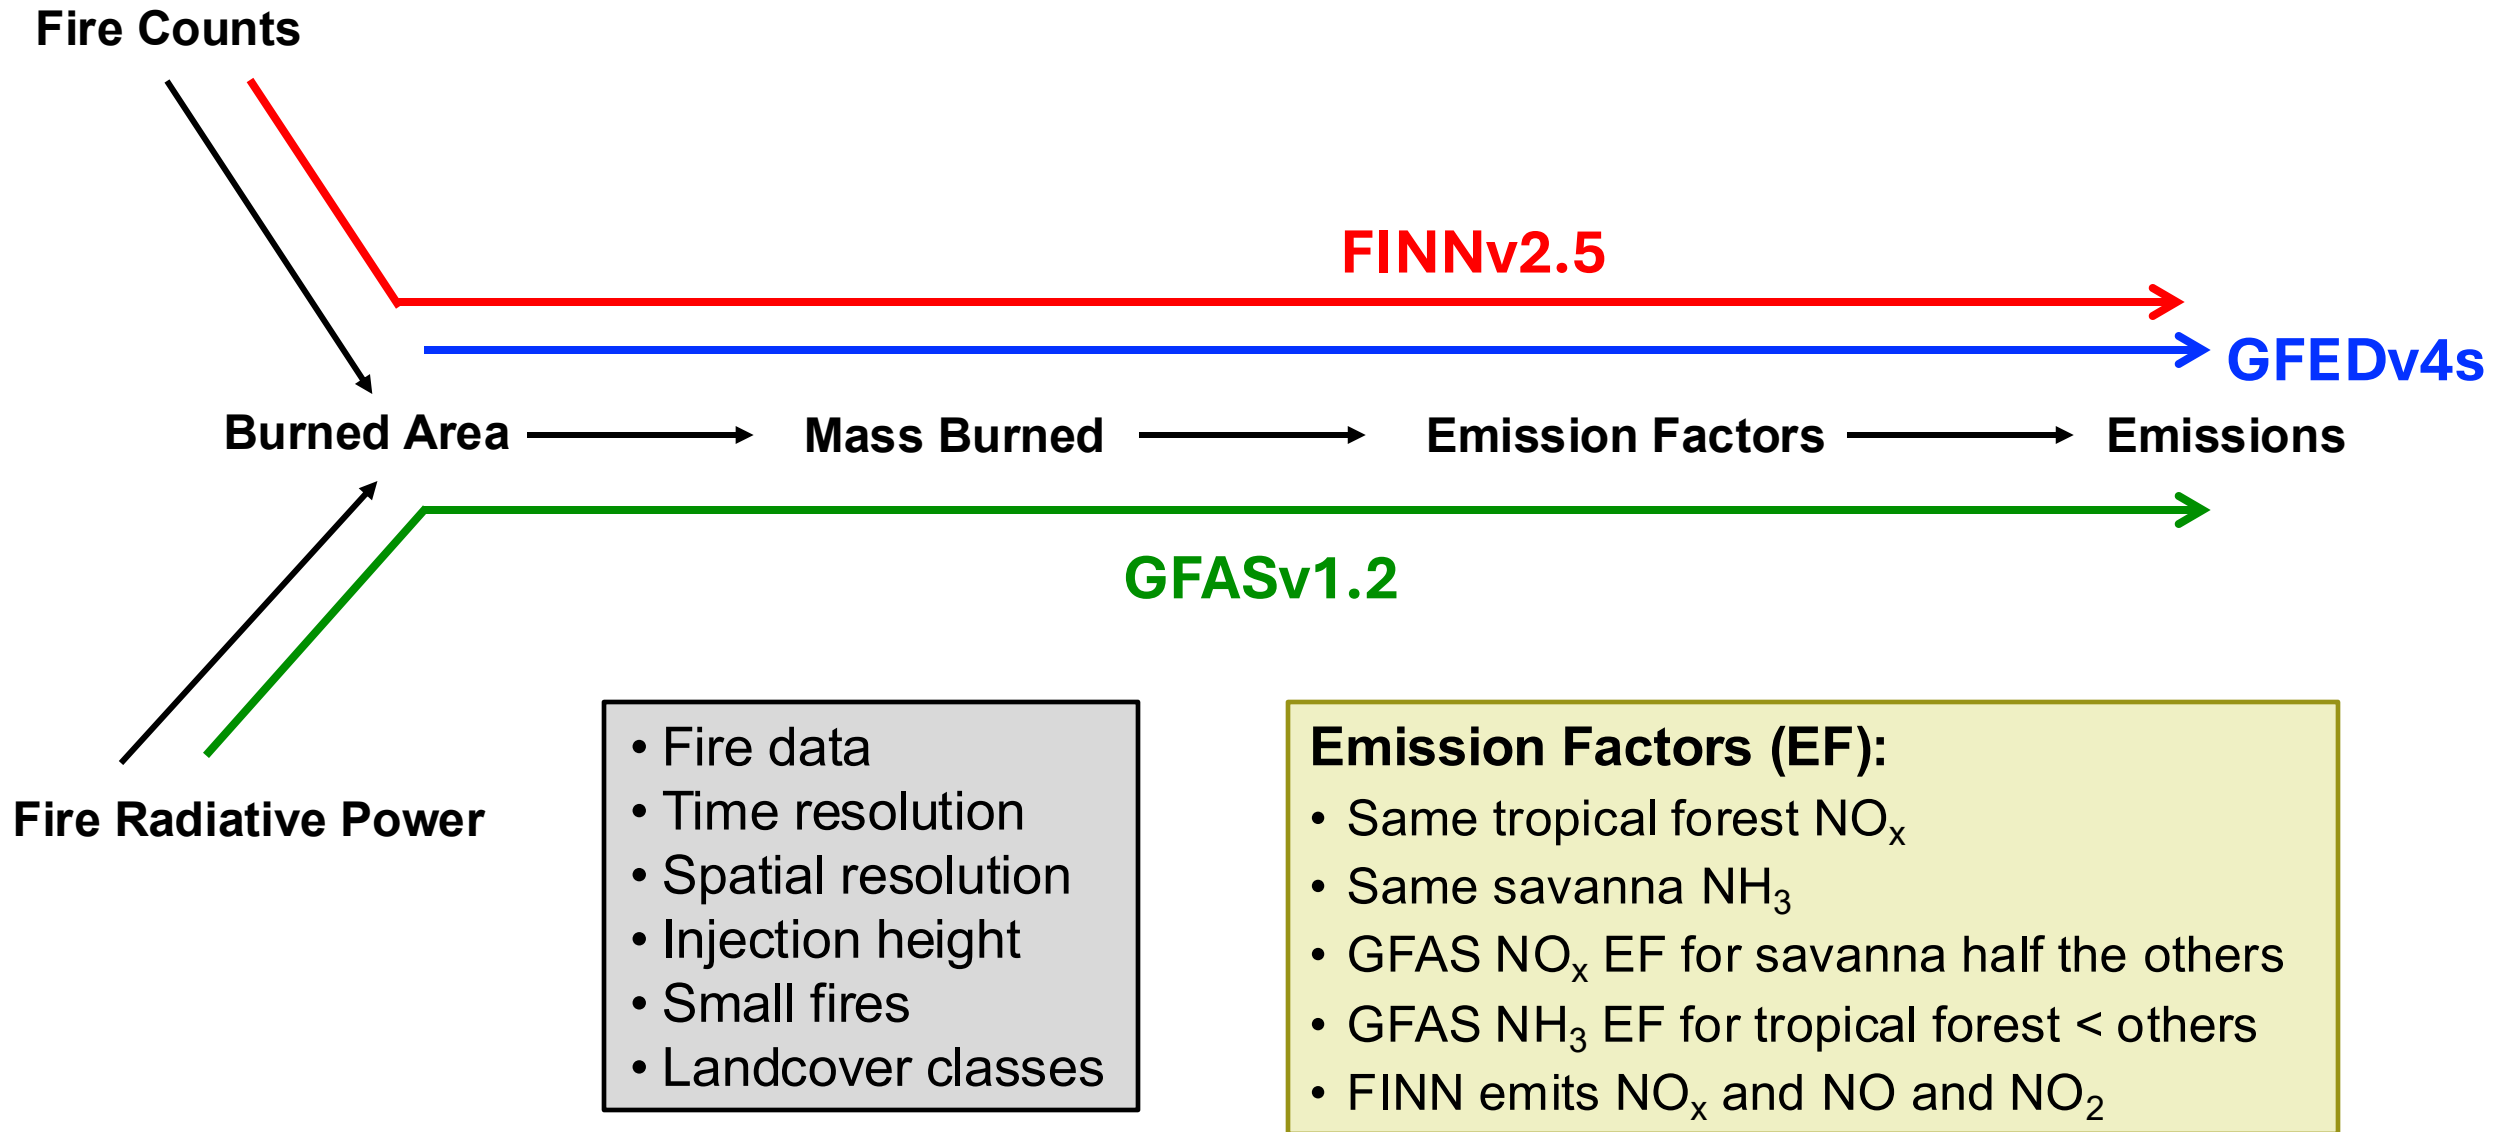 Fire Counts
FINNv2.5
GFEDv4s
Burned Area
Mass Burned
Emission Factors
Emissions
GFASv1.2
Fire Radiative Power
• Fire data
• Time resolution
• Spatial resolution
• Injection height
• Small fires
• Landcover classes
Emission Factors (EF):
• Same tropical forest NOₓ
• Same savanna NH₃
• GFAS NOₓ EF for savanna half the others
• GFAS NH₃ EF for tropical forest < others
• FINN emits NOₓ and NO and NO₂